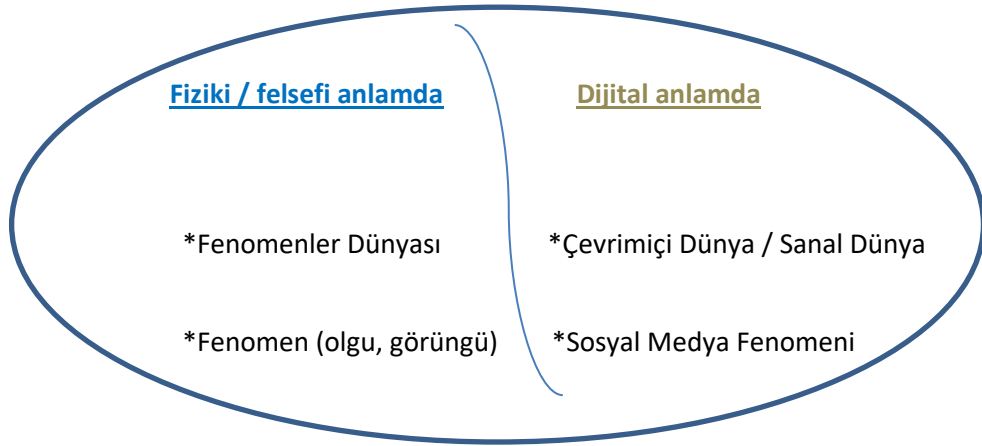 Fiziki / felsefi anlamda
Dijital anlamda
*Fenomenler Dünyası
*Çevrimiçi Dünya / Sanal Dünya
*Fenomen (olgu, görüngü)
*Sosyal Medya Fenomeni